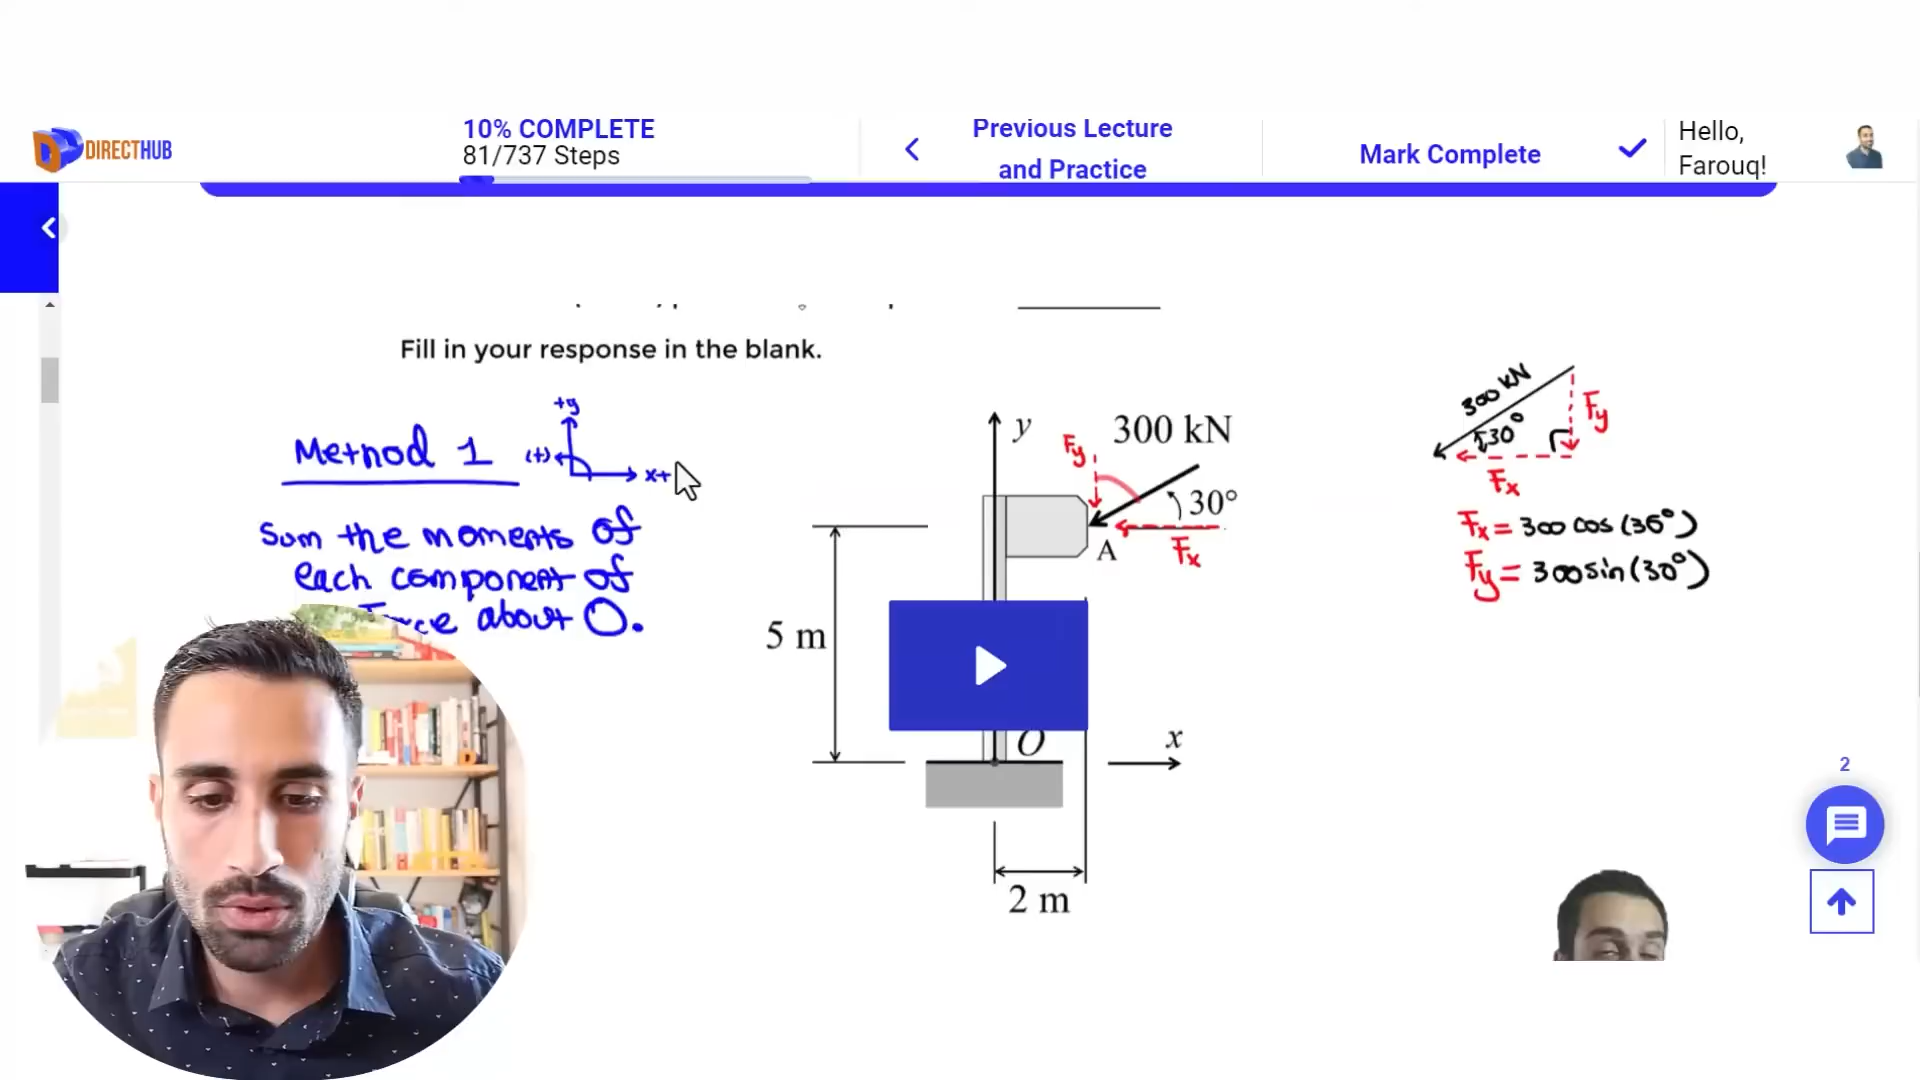 DIRECTHUB
10% COMPLETE
81/737 Steps
Previous Lecture
and Practice
Mark Complete
Hello,
Farouq!
Fill in your response in the blank.
Method 1
+y
(+)
x+
Sum the moments of
each component of
Force about O.
y
300 kN
Fy
30°
A
Fx
5 m
O
x
2 m
300 kN
30°
Fy
Fx
Fx = 300 cos (30°)
Fy = 300 sin (30°)
2